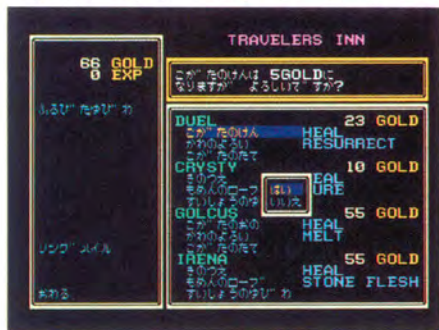 TRAVELERS INN
66 GOLD
0 EXP
こがたのけんは 5GOLDに
なりますが よろしいですか?
ふるびたゆびわ
リングメイル
おわる
DUEL 23 GOLD
こがたのけん HEAL
かわのよろい RESURRECT
こがたのたて
CRYSTY 10 GOLD
きのつえ HEAL
もめんのローブ CURE
すいしょうのゆ
はい
いいえ
GOLCUS 55 GOLD
こがたのおの HEAL
かわのよろい MELT
こがたのたて
IRENA 55 GOLD
きのつえ HEAL
もめんのローブ STONE FLESH
すいしょうのゆびわ